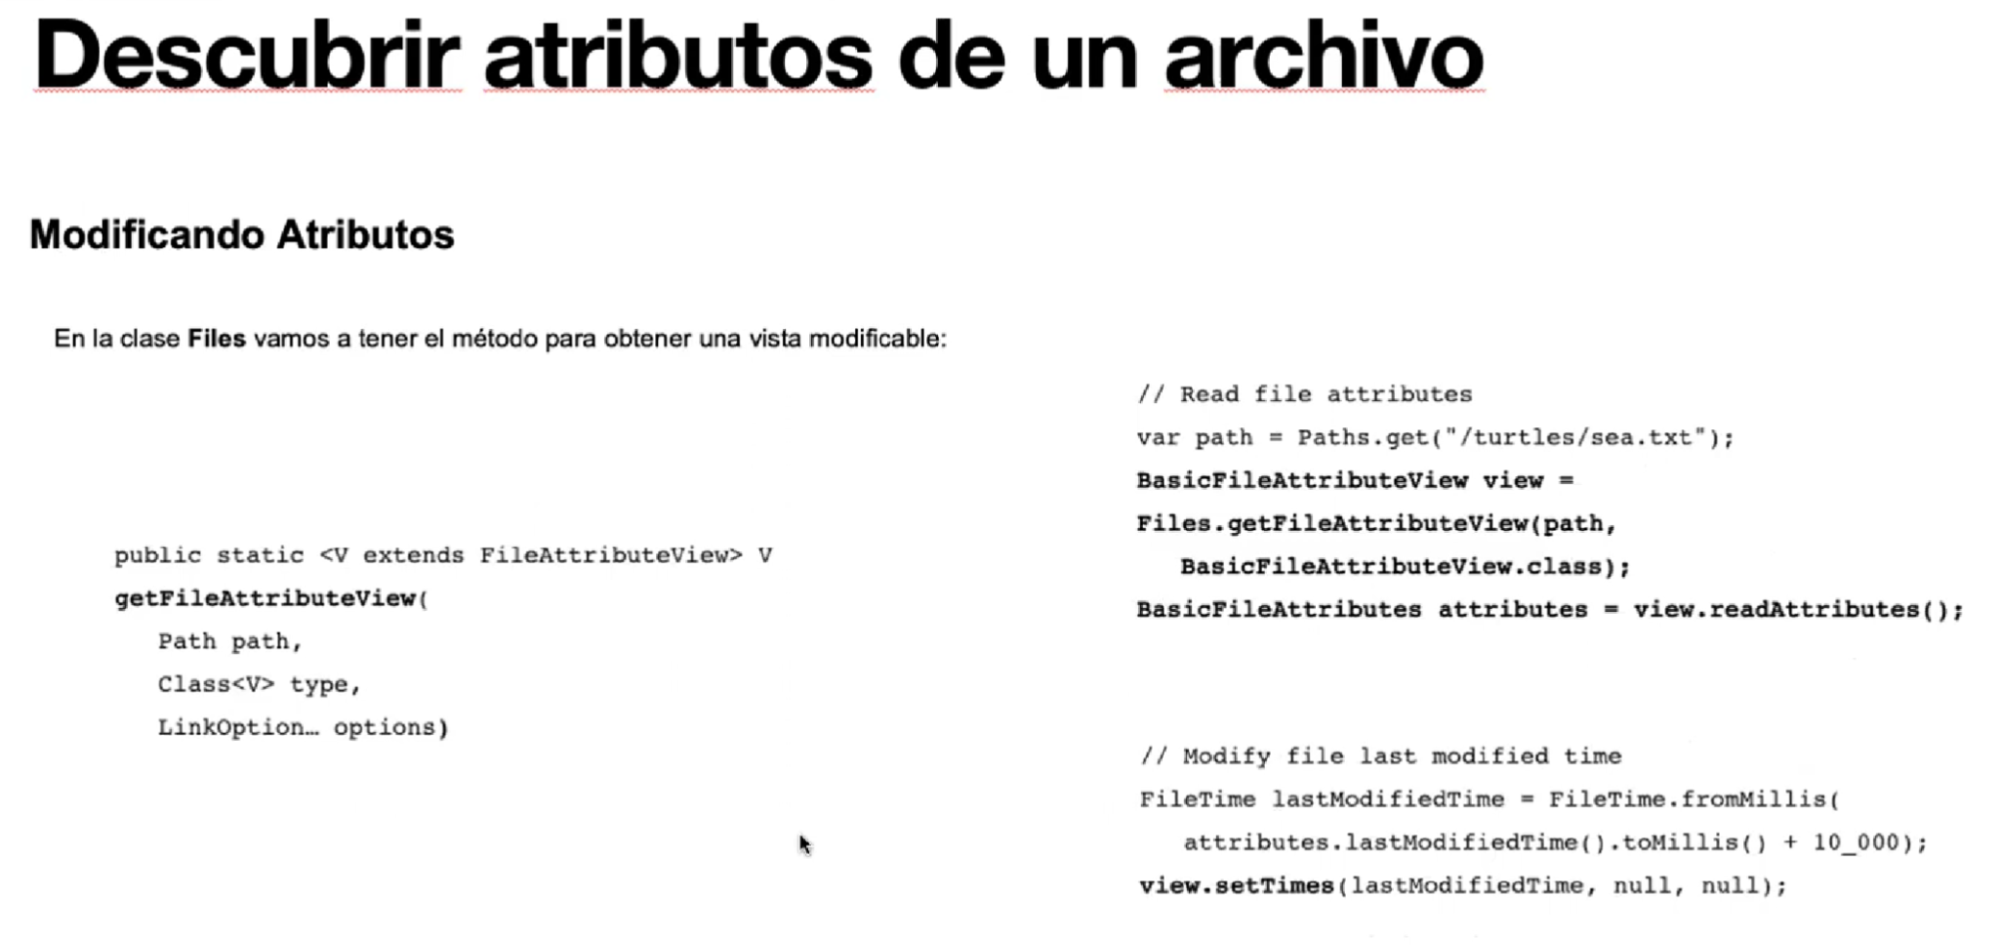 Descubrir atributos de un archivo
Modificando Atributos
En la clase Files vamos a tener el método para obtener una vista modificable:
public static <V extends FileAttributeView> V
getFileAttributeView(
Path path,
Class<V> type,
LinkOption… options)
// Read file attributes
var path = Paths.get("/turtles/sea.txt");
BasicFileAttributeView view =
Files.getFileAttributeView(path,
BasicFileAttributeView.class);
BasicFileAttributes attributes = view.readAttributes();
// Modify file last modified time
FileTime lastModifiedTime = FileTime.fromMillis(
attributes.lastModifiedTime().toMillis() + 10_000);
view.setTimes(lastModifiedTime, null, null);